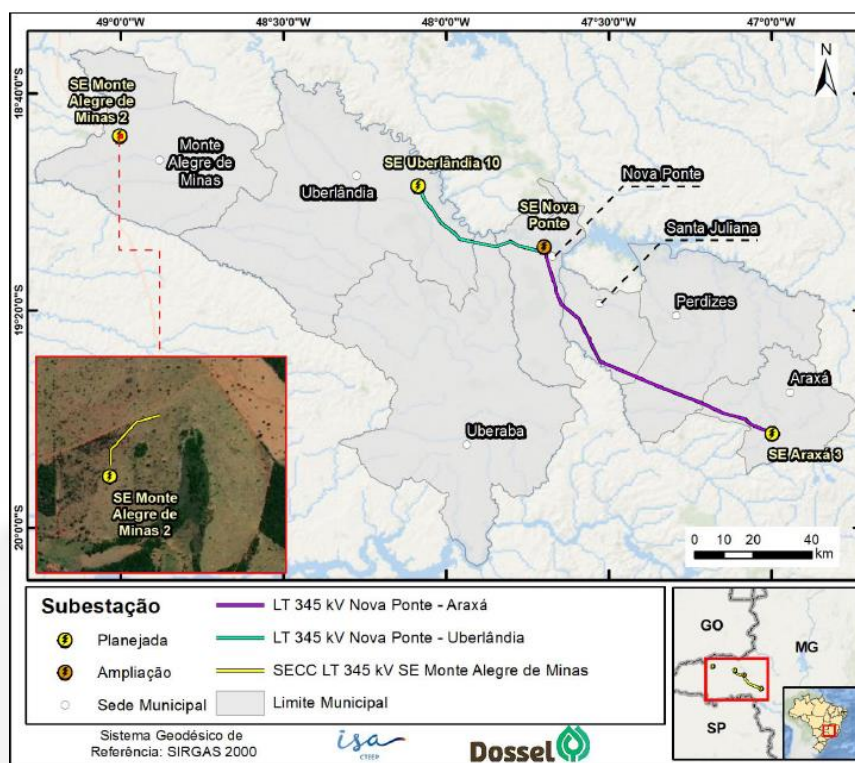 49°0'0"O
48°30'0"O
48°0'0"O
47°30'0"O
47°0'0"O
18°40'0"S
19°20'0"S
20°0'0"S
N
SE Monte
Alegre de
Minas 2
Monte
Alegre de
Minas
Uberlândia
SE Uberlândia 10
SE Nova
Ponte
Nova Ponte
Santa Juliana
Perdizes
Araxá
SE Araxá 3
Uberaba
SE Monte
Alegre de
Minas 2
0 10 20 40
km
Subestação
Planejada
Ampliação
Sede Municipal
LT 345 kV Nova Ponte - Araxá
LT 345 kV Nova Ponte - Uberlândia
SECC LT 345 kV SE Monte Alegre de Minas
Limite Municipal
GO
MG
SP
Sistema Geodésico de
Referência: SIRGAS 2000
isa
CTEEP
Dossel